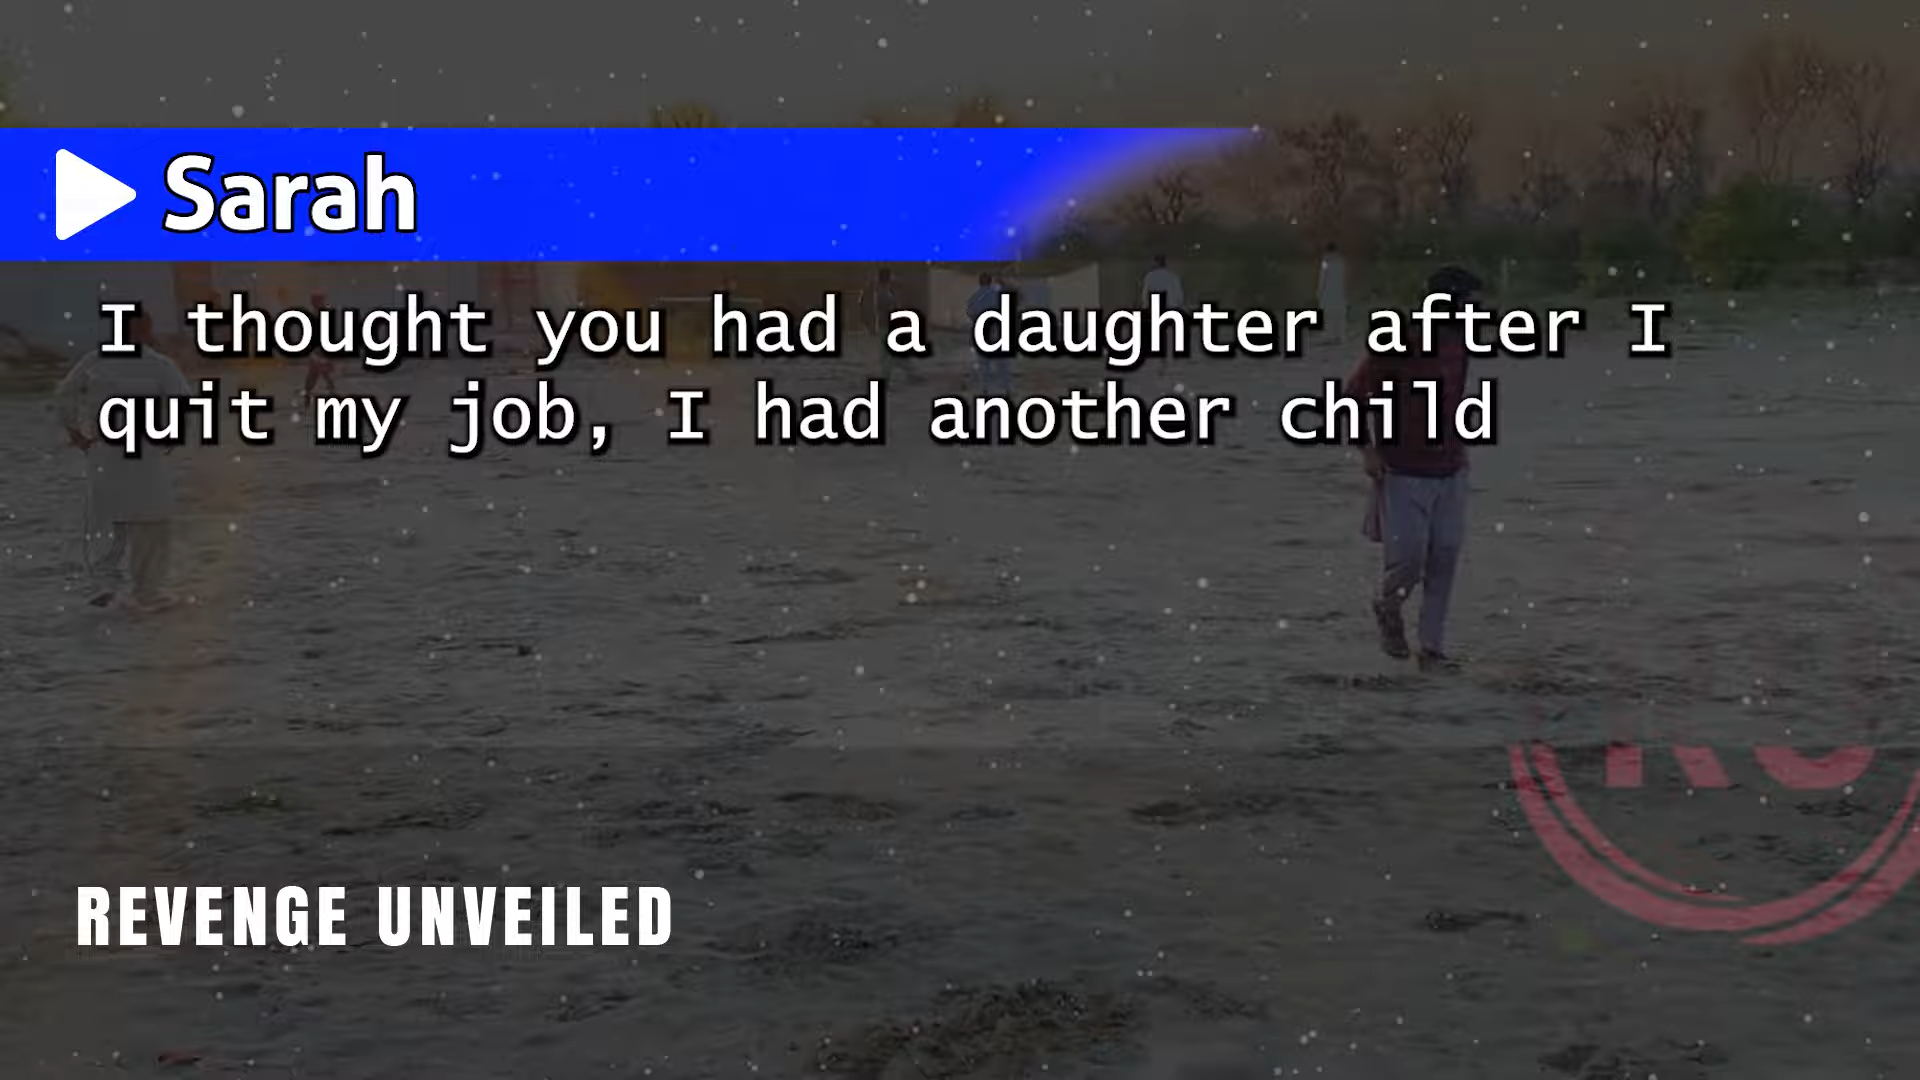 Sarah
I thought you had a daughter after I
quit my job, I had another child
REVENGE UNVEILED